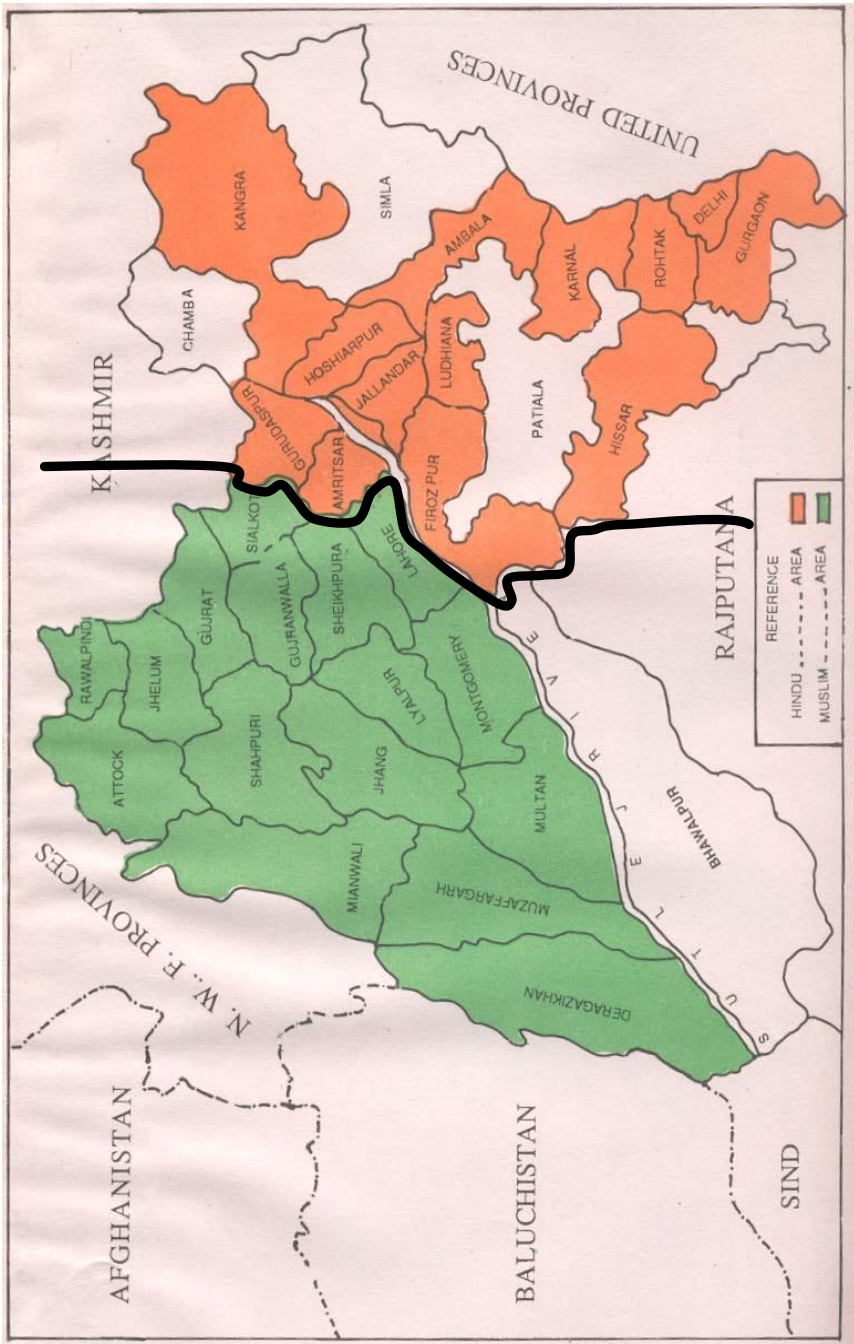 UNITED PROVINCES
KANGRA
SIMLA
CHAMBA
AMBALA
DELHI
GURGAON
KARNAL
ROHTAK
HOSHIARPUR
JALLANDAR
LUDHIANA
PATIALA
HISSAR
KASHMIR
GURUDASPUR
AMRITSAR
FIROZ PUR
RAJPUTANA
SIALKOT
LAHORE
SHEIKHPURA
GUJRANWALLA
GUJRAT
RAWALPINDI
JHELUM
ATTOCK
SHAHPURI
LYALPUR
MONTGOMERY
JHANG
MULTAN
MIANWALI
MUZAFFARGARH
DERAGAZIKHAN
SUTLEJ RIVE
BHAWALPUR
N. W.. F. PROVINCES
AFGHANISTAN
BALUCHISTAN
SIND
REFERENCE
HINDU AREA
MUSLIM AREA